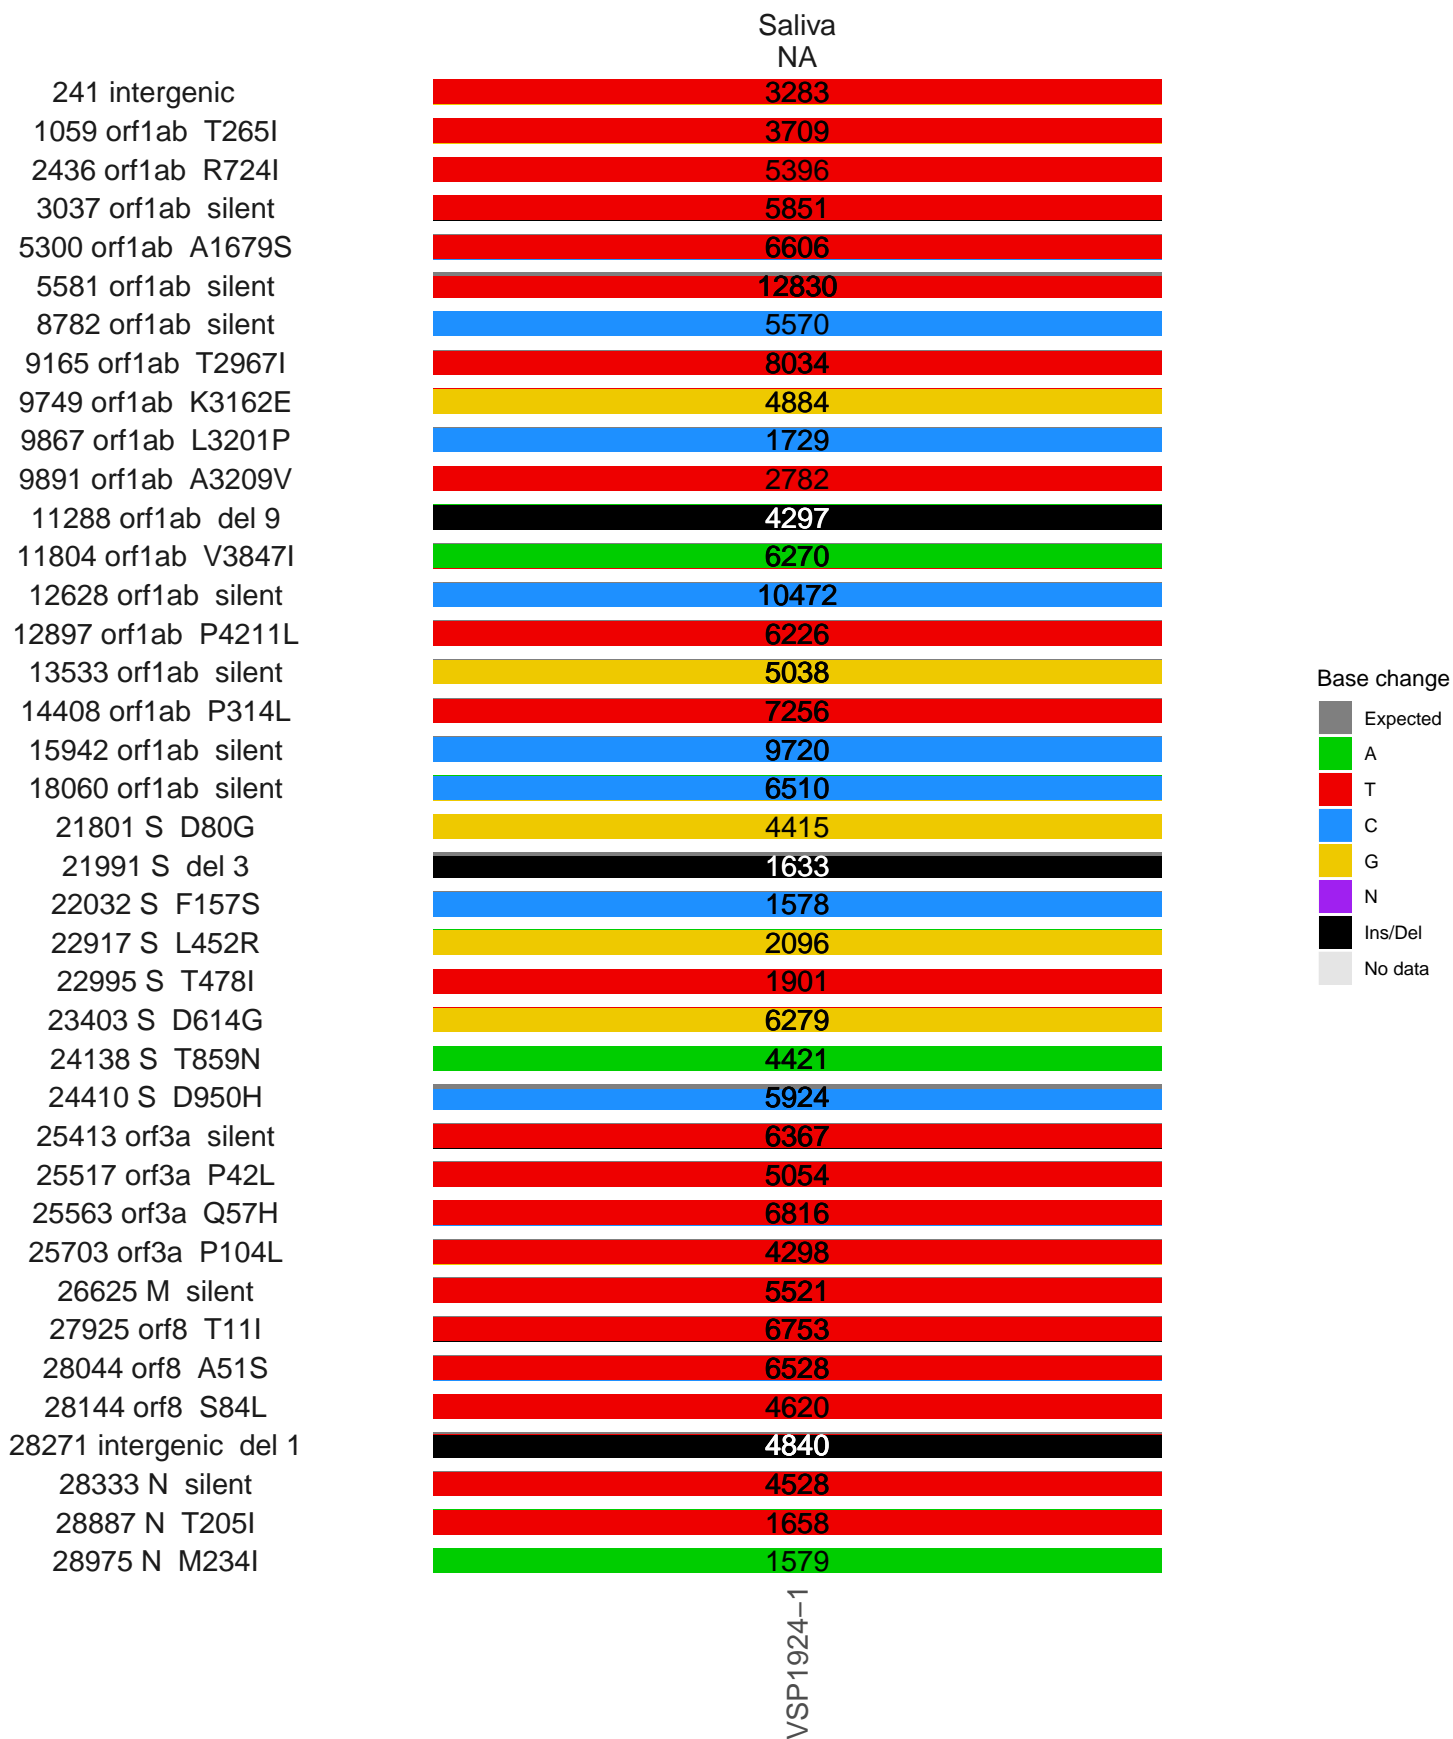 Saliva
NA
241 intergenic 3283
1059 orf1ab T265I 3709
2436 orf1ab R724I 5396
3037 orf1ab silent 5851
5300 orf1ab A1679S 6606
5581 orf1ab silent 12830
8782 orf1ab silent 5570
9165 orf1ab T2967I 8034
9749 orf1ab K3162E 4884
9867 orf1ab L3201P 1729
9891 orf1ab A3209V 2782
11288 orf1ab del 9 4297
11804 orf1ab V3847I 6270
12628 orf1ab silent 10472
12897 orf1ab P4211L 6226
13533 orf1ab silent 5038
14408 orf1ab P314L 7256
15942 orf1ab silent 9720
18060 orf1ab silent 6510
21801 S D80G 4415
21991 S del 3 1633
22032 S F157S 1578
22917 S L452R 2096
22995 S T478I 1901
23403 S D614G 6279
24138 S T859N 4421
24410 S D950H 5924
25413 orf3a silent 6367
25517 orf3a P42L 5054
25563 orf3a Q57H 6816
25703 orf3a P104L 4298
26625 M silent 5521
27925 orf8 T11I 6753
28044 orf8 A51S 6528
28144 orf8 S84L 4620
28271 intergenic del 1 4840
28333 N silent 4528
28887 N T205I 1658
28975 N M234I 1579
VSP1924−1
Base change
Expected
A
T
C
G
N
Ins/Del
No data